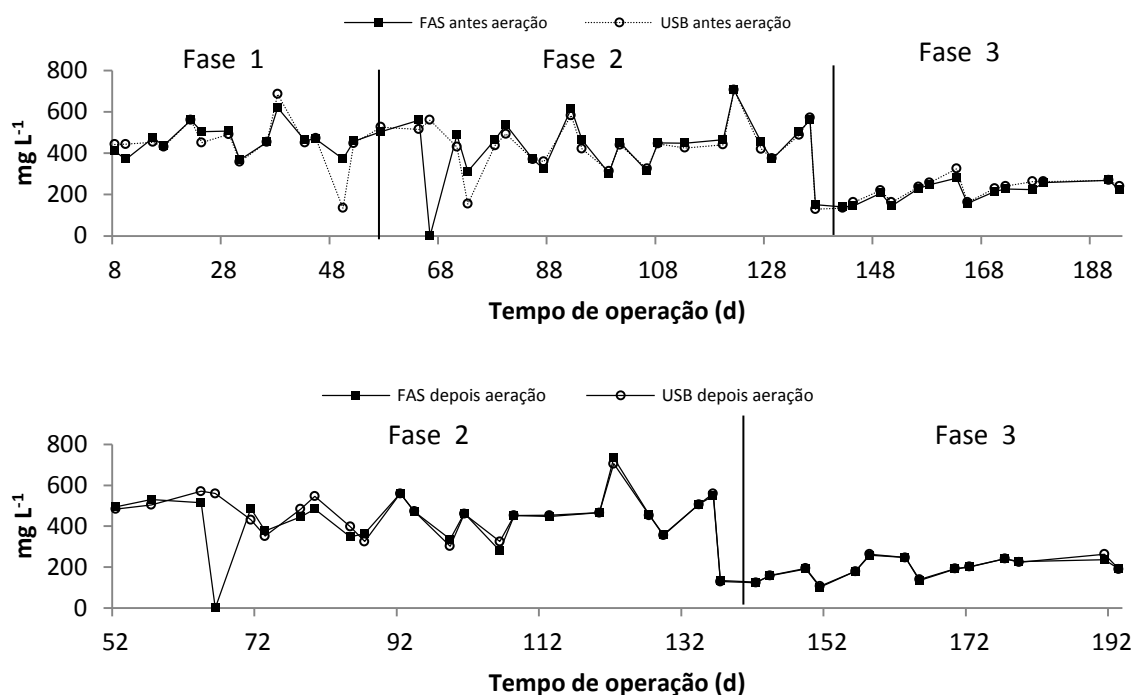 FAS antes aeração USB antes aeração
Fase 1 Fase 2 Fase 3
800
600
400
200
0
mg L-1
8 28 48 68 88 108 128 148 168 188
Tempo de operação (d)
FAS depois aeração USB depois aeração
Fase 2 Fase 3
800
600
400
200
0
mg L-1
52 72 92 112 132 152 172 192
Tempo de operação (d)